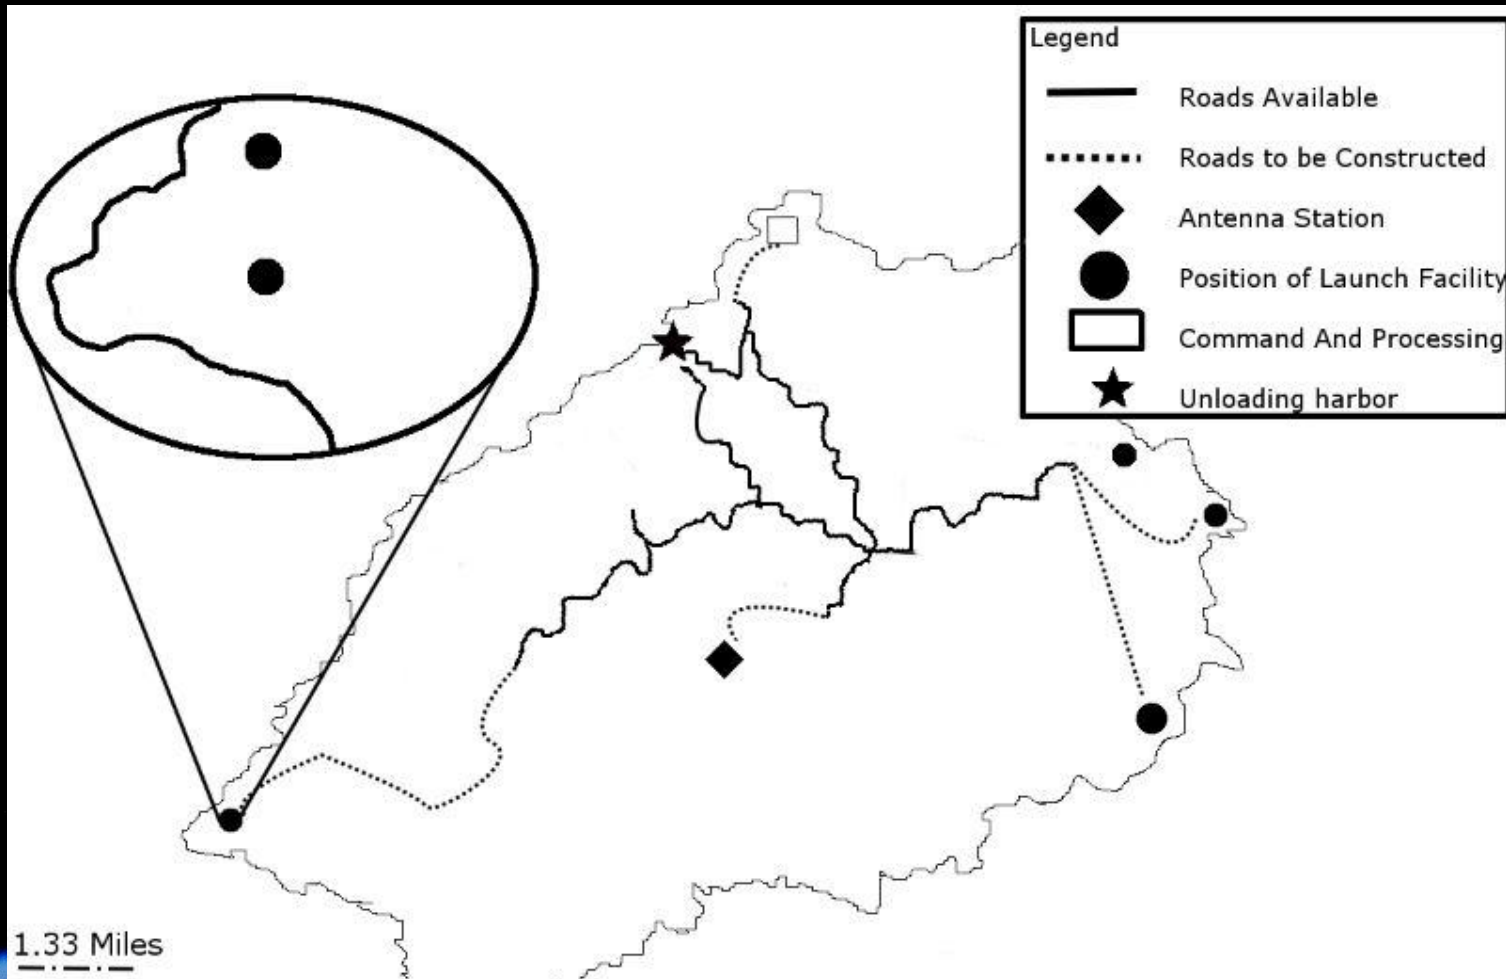 Legend
Roads Available
Roads to be Constructed
Antenna Station
Position of Launch Facility
Command And Processing
Unloading harbor
1.33 Miles